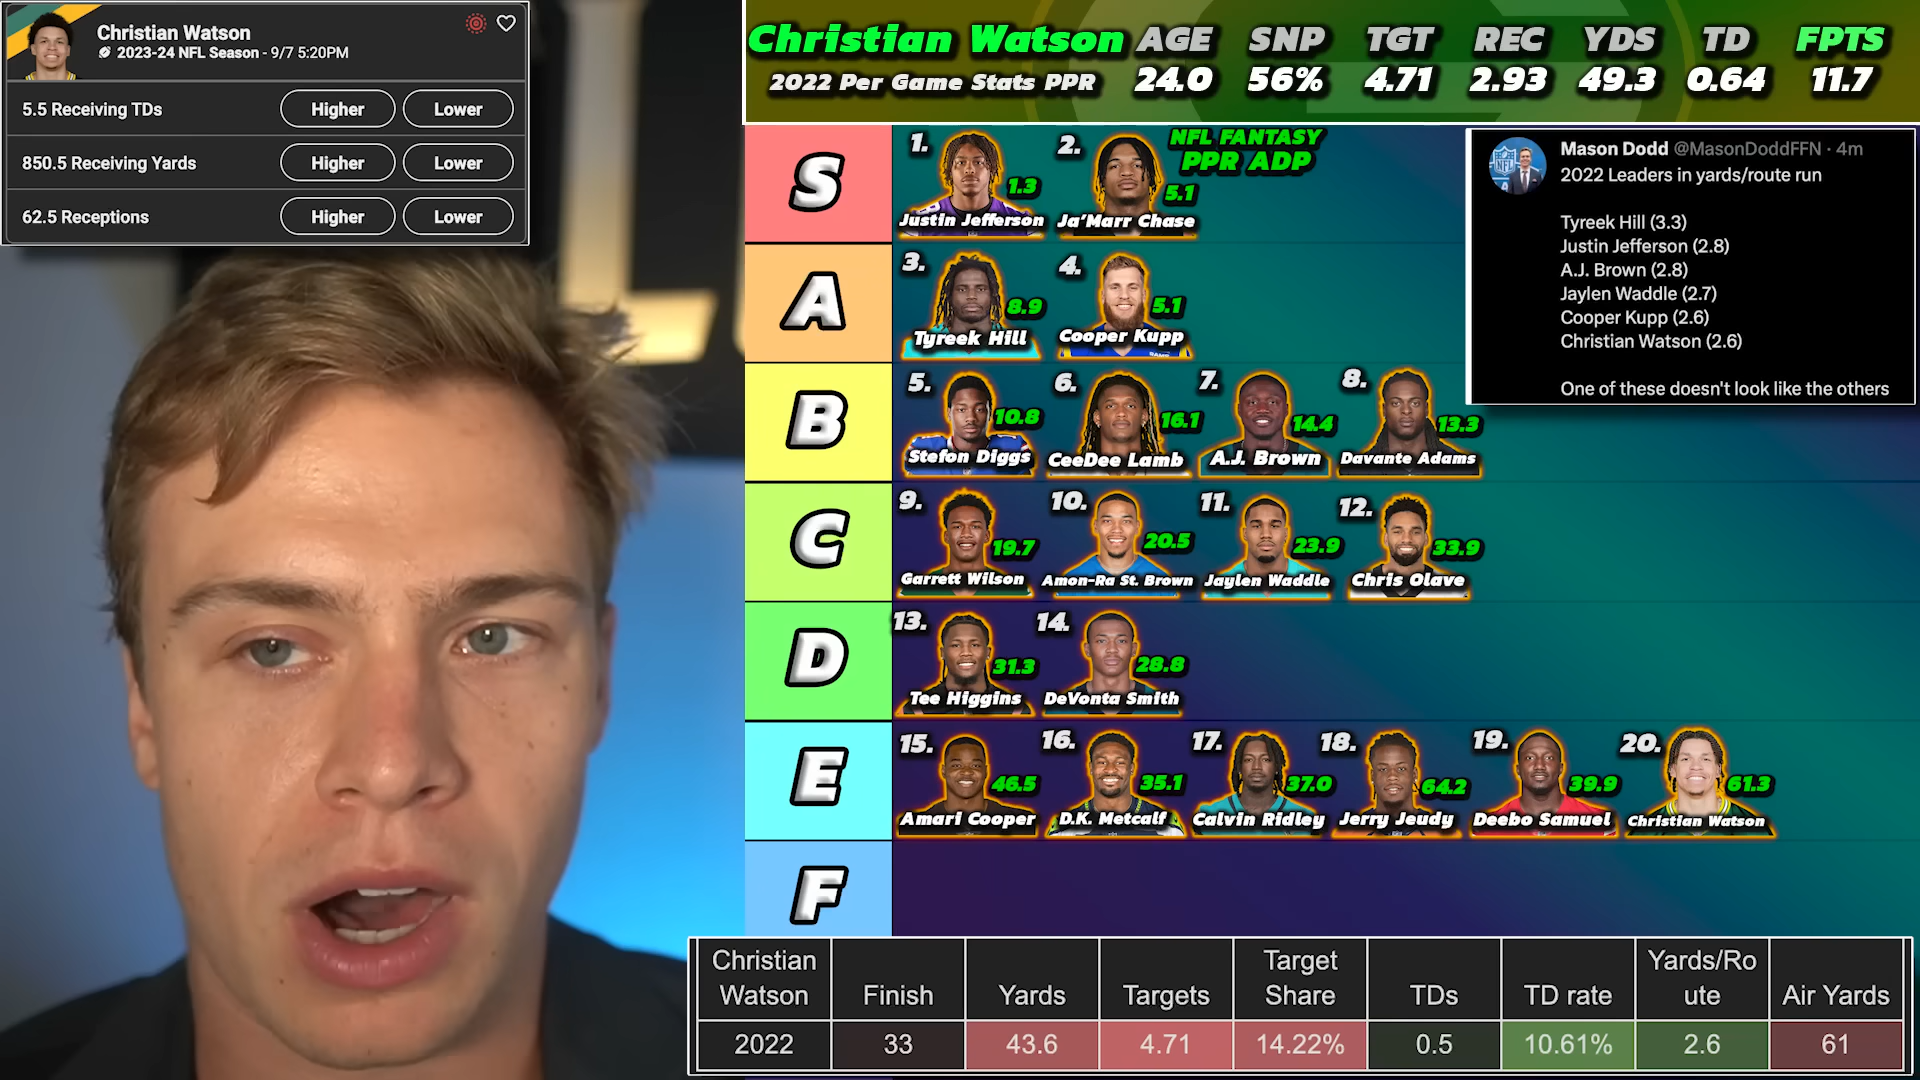 Christian Watson
2023-24 NFL Season - 9/7 5:20PM
5.5 Receiving TDs Higher Lower
850.5 Receiving Yards Higher Lower
62.5 Receptions Higher Lower
Christian Watson AGE SNP TGT REC YDS TD FPTS
2022 Per Game Stats PPR 24.0 56% 4.71 2.93 49.3 0.64 11.7
NFL FANTASY
PPR ADP
S
1. 1.3 Justin Jefferson
2. 5.1 Ja'Marr Chase
A
3. 8.9 Tyreek Hill
4. 5.1 Cooper Kupp
B
5. 10.8 Stefon Diggs
6. 16.1 CeeDee Lamb
7. 14.4 A.J. Brown
8. 13.3 Davante Adams
C
9. 19.7 Garrett Wilson
10. 20.5 Amon-Ra St. Brown
11. 23.9 Jaylen Waddle
12. 33.9 Chris Olave
D
13. 31.3 Tee Higgins
14. 28.8 DeVonta Smith
E
15. 46.5 Amari Cooper
16. 35.1 D.K. Metcalf
17. 37.0 Calvin Ridley
18. 64.2 Jerry Jeudy
19. 39.9 Deebo Samuel
20. 61.3 Christian Watson
F
Mason Dodd @MasonDoddFFN · 4m
2022 Leaders in yards/route run
Tyreek Hill (3.3)
Justin Jefferson (2.8)
A.J. Brown (2.8)
Jaylen Waddle (2.7)
Cooper Kupp (2.6)
Christian Watson (2.6)
One of these doesn't look like the others
Christian Watson Finish Yards Targets Target Share TDs TD rate Yards/Route Air Yards
2022 33 43.6 4.71 14.22% 0.5 10.61% 2.6 61